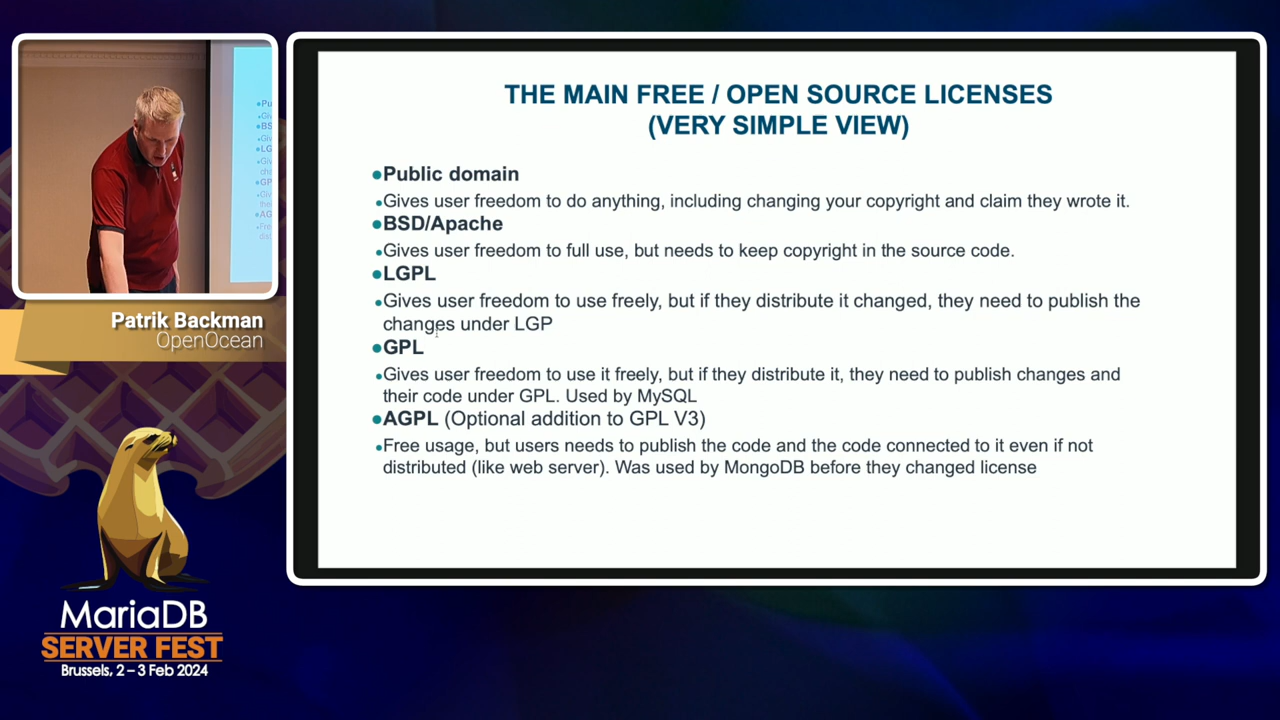 THE MAIN FREE / OPEN SOURCE LICENSES
(VERY SIMPLE VIEW)
●Public domain
•Gives user freedom to do anything, including changing your copyright and claim they wrote it.
●BSD/Apache
•Gives user freedom to full use, but needs to keep copyright in the source code.
●LGPL
•Gives user freedom to use freely, but if they distribute it changed, they need to publish the
changes under LGP
●GPL
•Gives user freedom to use it freely, but if they distribute it, they need to publish changes and
their code under GPL. Used by MySQL
●AGPL (Optional addition to GPL V3)
•Free usage, but users needs to publish the code and the code connected to it even if not
distributed (like web server). Was used by MongoDB before they changed license
Patrik Backman
OpenOcean
MariaDB
SERVER FEST
Brussels, 2 – 3 Feb 2024